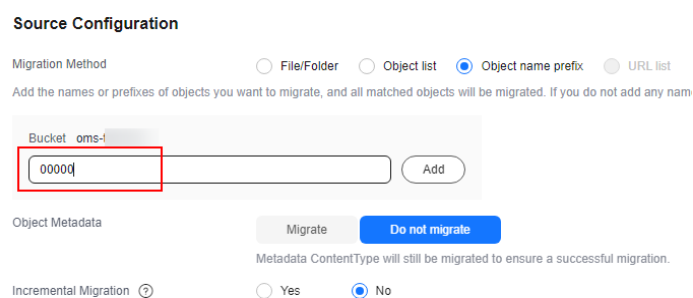 Source Configuration
Migration Method File/Folder Object list Object name prefix URL list
Add the names or prefixes of objects you want to migrate, and all matched objects will be migrated. If you do not add any name
Bucket oms-
00000 Add
Object Metadata Migrate Do not migrate
Metadata ContentType will still be migrated to ensure a successful migration.
Incremental Migration ? Yes No